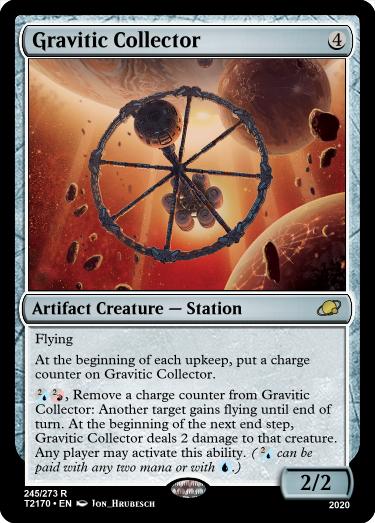 Gravitic Collector 4
Artifact Creature — Station
Flying
At the beginning of each upkeep, put a charge
counter on Gravitic Collector.
2 2, Remove a charge counter from Gravitic
Collector: Another target gains flying until end of
turn. At the beginning of the next end step,
Gravitic Collector deals 2 damage to that creature.
Any player may activate this ability. ( 2 can
be paid with any two mana or with .)
2/2
245/273 R
T2170 • EN Jon_Hrubesch
2020